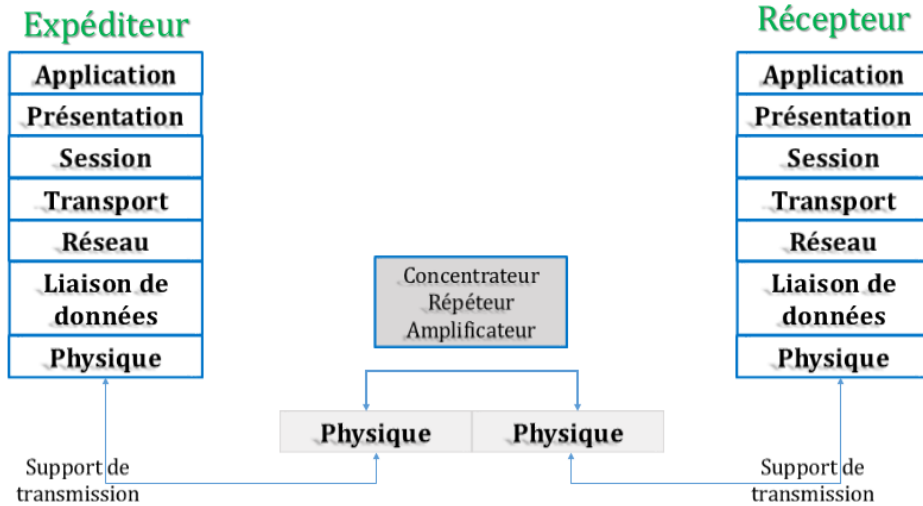 Expéditeur
Application
Présentation
Session
Transport
Réseau
Liaison de
données
Physique
Support de
transmission
Concentrateur
Répéteur
Amplificateur
Physique
Physique
Récepteur
Application
Présentation
Session
Transport
Réseau
Liaison de
données
Physique
Support de
transmission